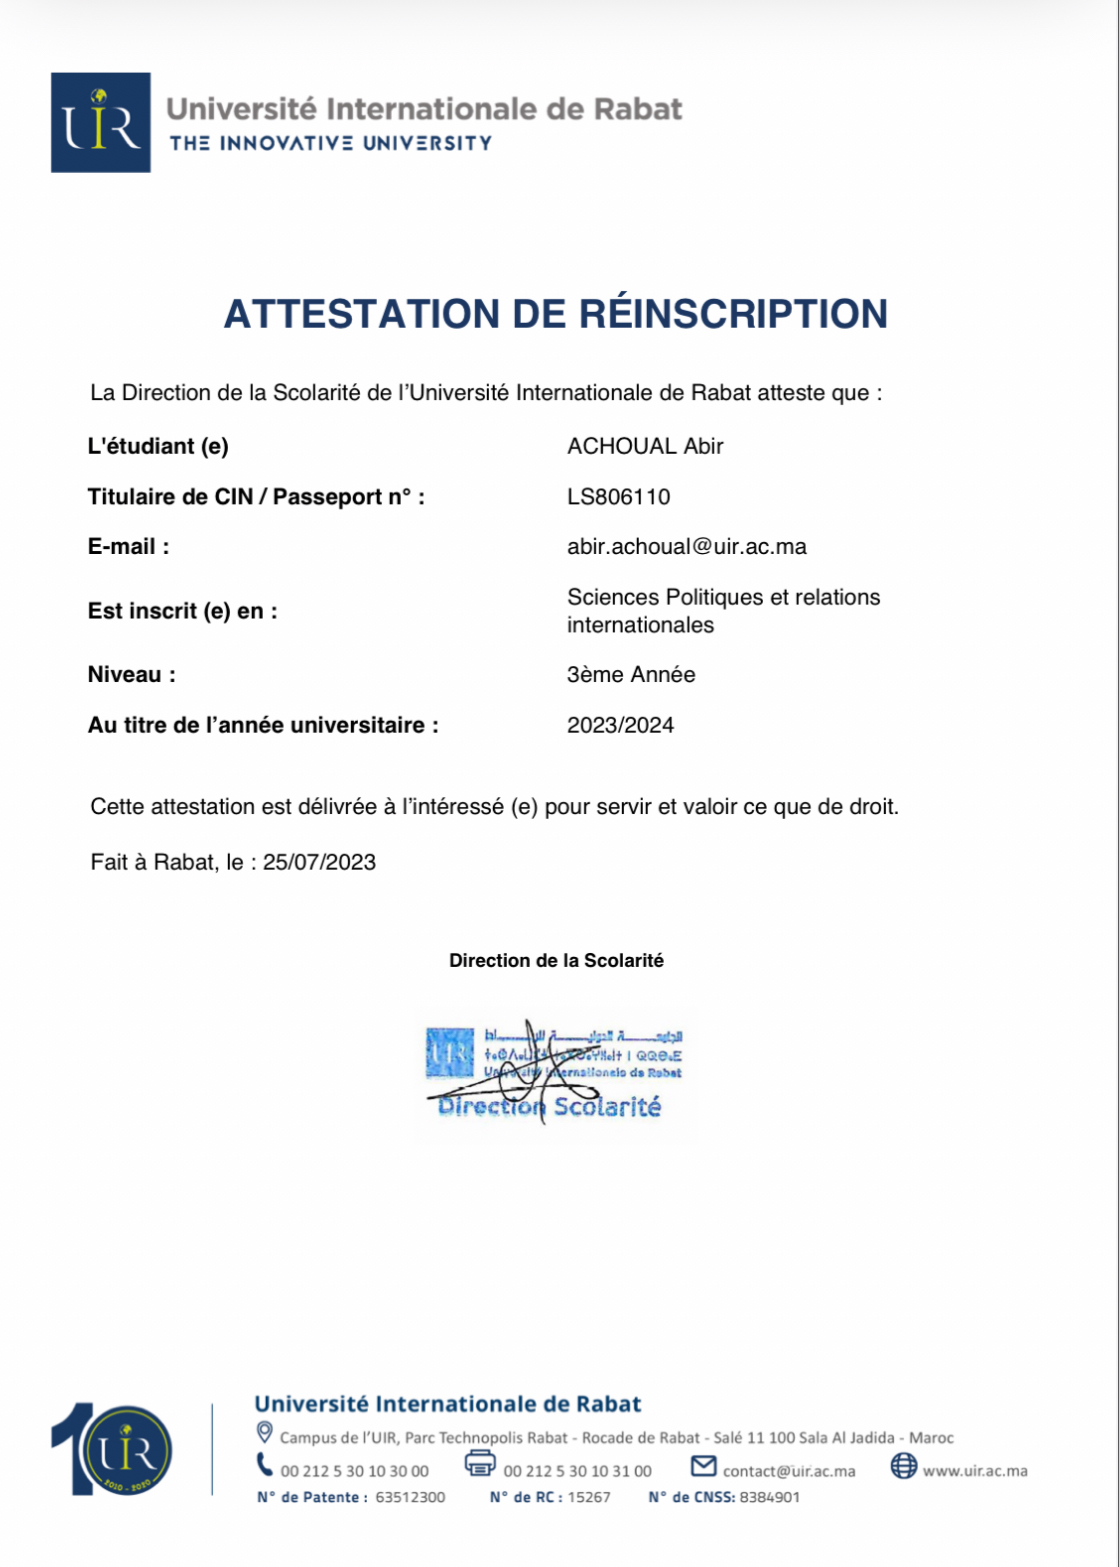 UIR
Université Internationale de Rabat
THE INNOVATIVE UNIVERSITY
ATTESTATION DE RÉINSCRIPTION
La Direction de la Scolarité de l'Université Internationale de Rabat atteste que :
L'étudiant (e) ACHOUAL Abir
Titulaire de CIN / Passeport n° : LS806110
E-mail : abir.achoual@uir.ac.ma
Est inscrit (e) en : Sciences Politiques et relations
internationales
Niveau : 3ème Année
Au titre de l'année universitaire : 2023/2024
Cette attestation est délivrée à l'intéressé (e) pour servir et valoir ce que de droit.
Fait à Rabat, le : 25/07/2023
Direction de la Scolarité
UIR
Université Internationale de Rabat
Direction Scolarité
10
UIR
2010 - 2020
Université Internationale de Rabat
Campus de l'UIR, Parc Technopolis Rabat - Rocade de Rabat - Salé 11 100 Sala Al Jadida - Maroc
00 212 5 30 10 30 00 00 212 5 30 10 31 00 contact@uir.ac.ma www.uir.ac.ma
N° de Patente : 63512300 N° de RC : 15267 N° de CNSS: 8384901